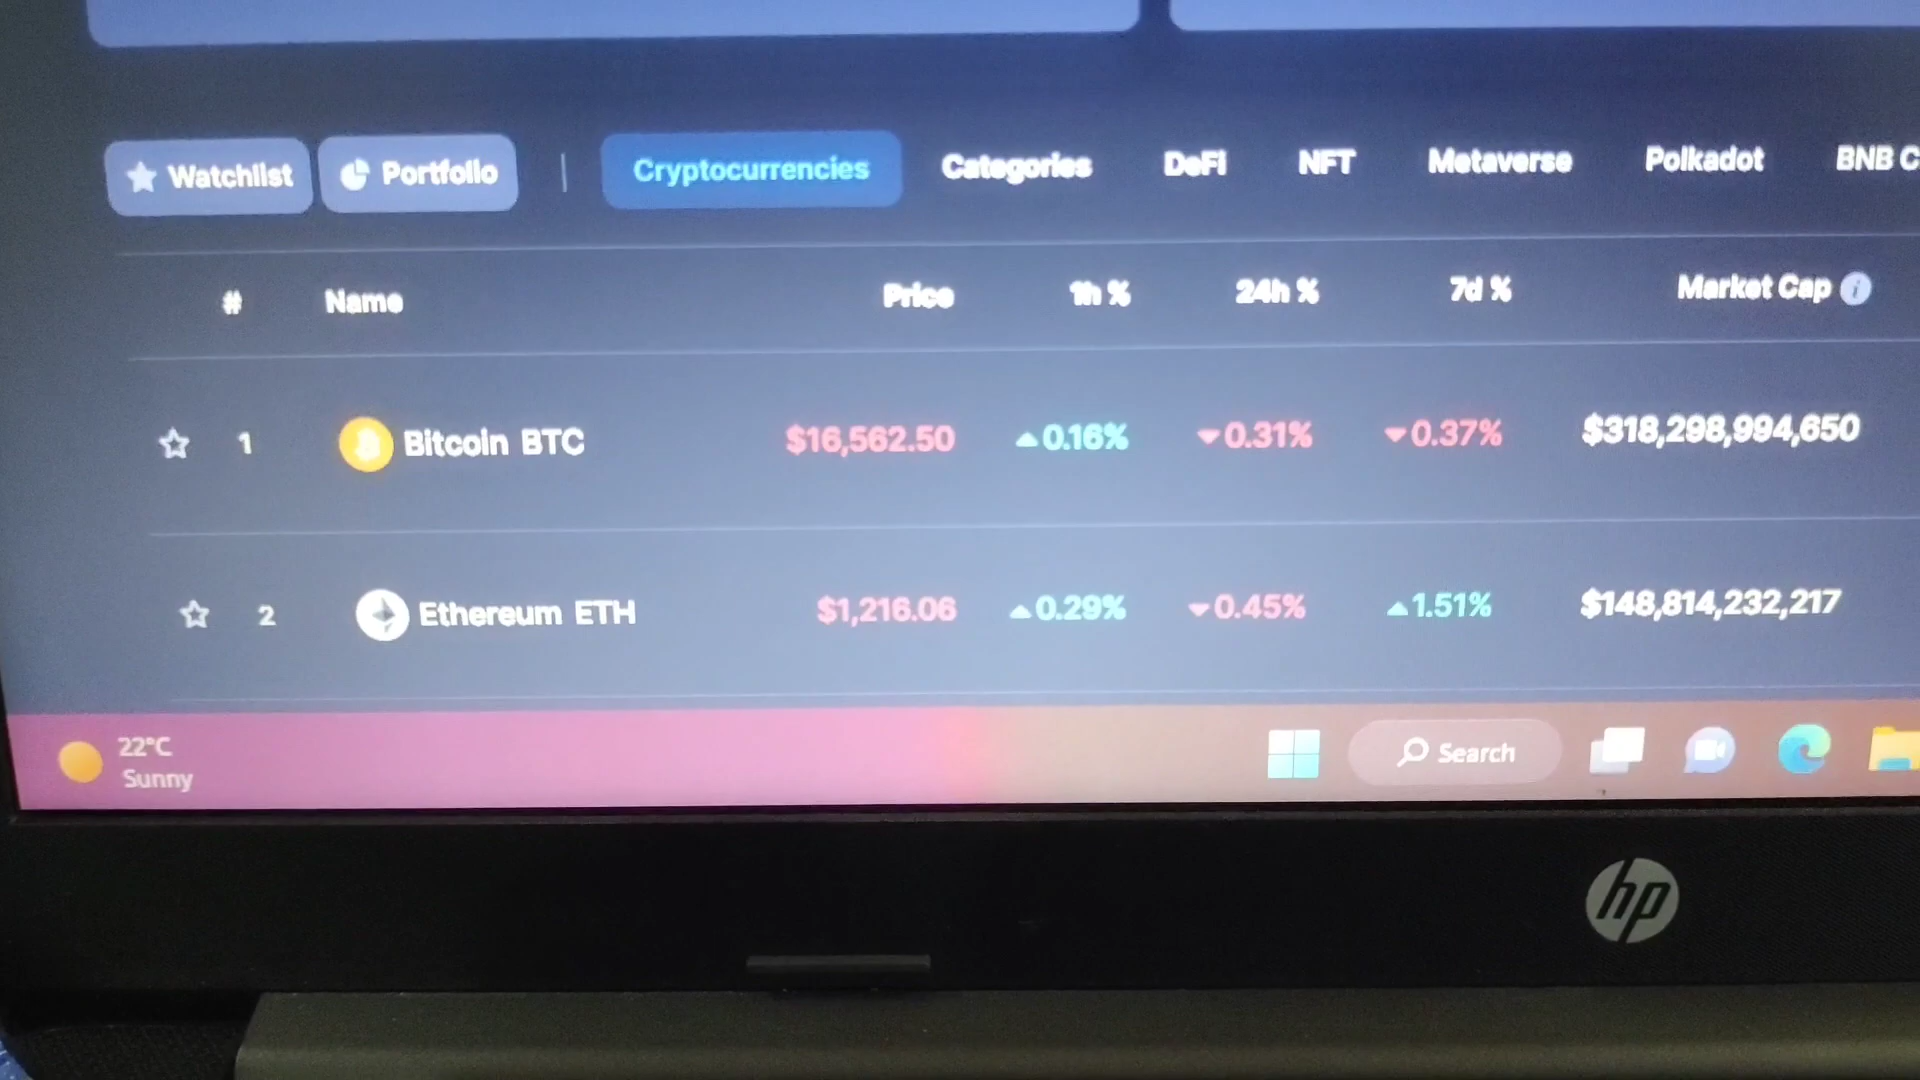 Watchlist Portfolio Cryptocurrencies Categories DeFi NFT Metaverse Polkadot BNB C
# Name Price 1h % 24h % 7d % Market Cap
1 Bitcoin BTC $16,562.50 0.16% 0.31% 0.37% $318,298,994,650
2 Ethereum ETH $1,216.06 0.29% 0.45% 1.51% $148,814,232,217
22°C
Sunny
Search
hp